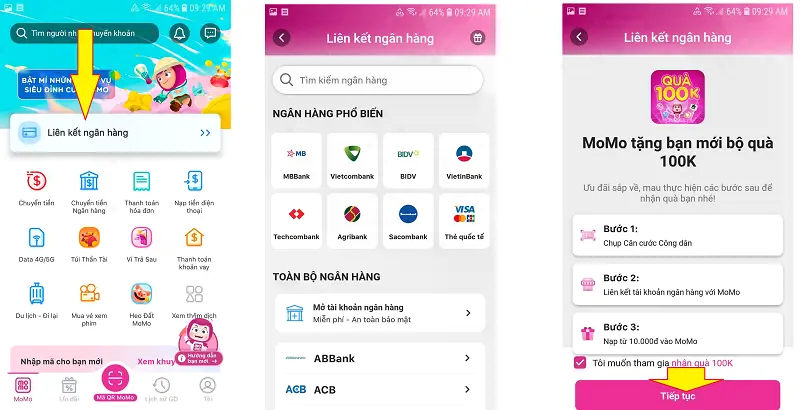 64% 09:29 AM
Tìm người nhận chuyển khoản
BẬT MÍ NHỮNG VỤ
SIÊU ĐỈNH CỦA MOMO
Liên kết ngân hàng
Chuyển tiền
Chuyển tiền
Ngân hàng
Thanh toán
hóa đơn
Nạp tiền điện
thoại
Data 4G/5G
Túi Thần Tài
Ví Trả Sau
Thanh toán
khoản vay
Du lịch - Đi lại
Mua vé xem
phim
Heo Đất
MoMo
Xem thêm dịch
Hướng dẫn
bạn mới
Nhập mã cho bạn mới
Xem khuy
MoMo
Ưu đãi
Mã QR MoMo
Lịch sử GD
Tôi
64% 09:29 AM
Liên kết ngân hàng
Tìm kiếm ngân hàng
NGÂN HÀNG PHỔ BIẾN
MB
BIDV
MBBank
Vietcombank
BIDV
VietinBank
Sacombank
VISA
Techcombank
Agribank
Sacombank
Thẻ quốc tế
TOÀN BỘ NGÂN HÀNG
Mở tài khoản ngân hàng
Miễn phí - An toàn bảo mật
ABBANK
ABBank
ACB
ACB
64% 09:29 AM
Liên kết ngân hàng
QUÀ
100K
MoMo tặng bạn mới bộ quà
100K
Ưu đãi sắp về, mau thực hiện các bước sau để
nhận quà bạn nhé!
Bước 1:
Chụp Căn cước Công dân
Bước 2:
Liên kết tài khoản ngân hàng với MoMo
Bước 3:
Nạp từ 10.000đ vào MoMo
Tôi muốn tham gia nhận quà 100K
Tiếp tục